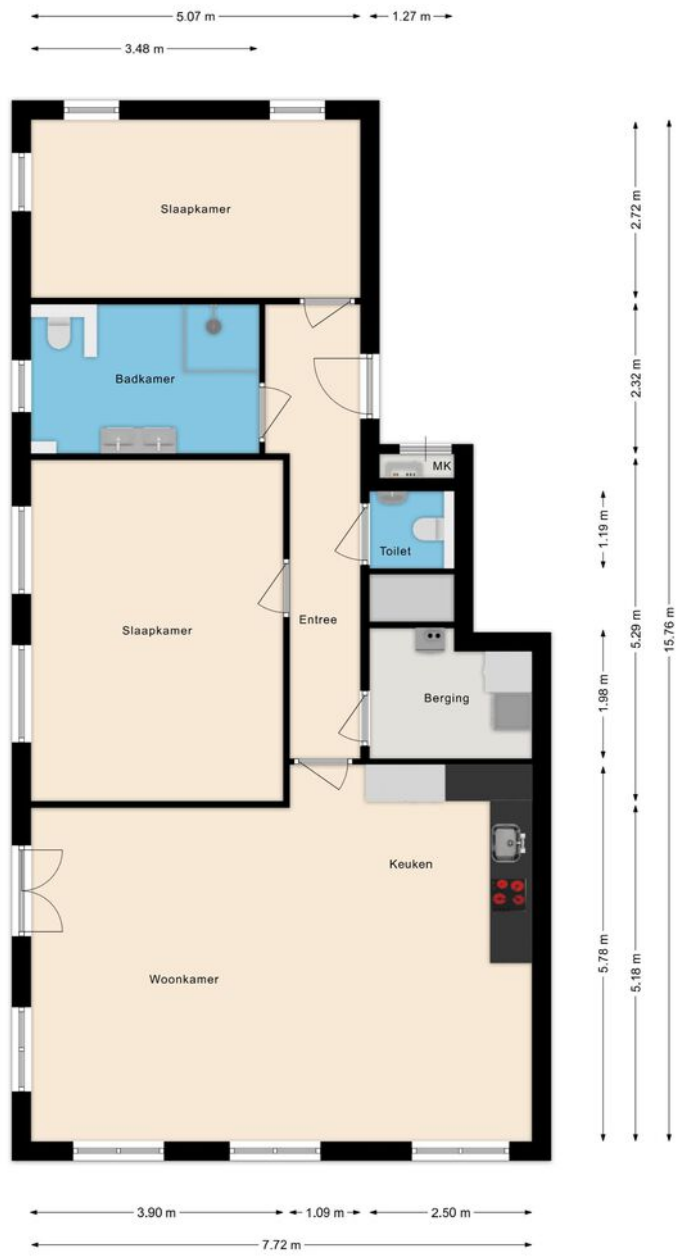 5.07 m
1.27 m
3.48 m
Slaapkamer
2.72 m
15.76 m
Badkamer
2.32 m
MK
Toilet
1.19 m
Entree
Slaapkamer
5.29 m
Berging
1.98 m
Keuken
Woonkamer
5.78 m
5.18 m
3.90 m
1.09 m
2.50 m
7.72 m